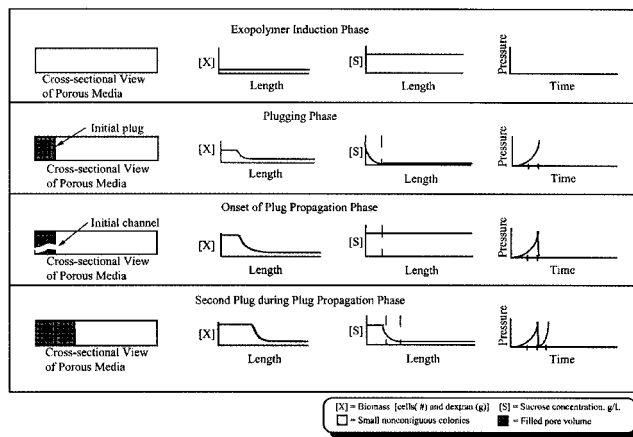 Exopolymer Induction Phase
[X]
[S]
Pressure
Cross-sectional View
of Porous Media
Length
Length
Time
Plugging Phase
Initial plug
[X]
[S]
Pressure
Cross-sectional View
of Porous Media
Length
Length
Time
Onset of Plug Propagation Phase
Initial channel
[X]
[S]
Pressure
Cross-sectional View
of Porous Media
Length
Length
Time
Second Plug during Plug Propagation Phase
[X]
[S]
Pressure
Cross-sectional View
of Porous Media
Length
Length
Time
[X] = Biomass [cells( #) and dextran (g)] [S] = Sucrose concentration, g/L
= Small noncontiguous colonies = Filled pore volume